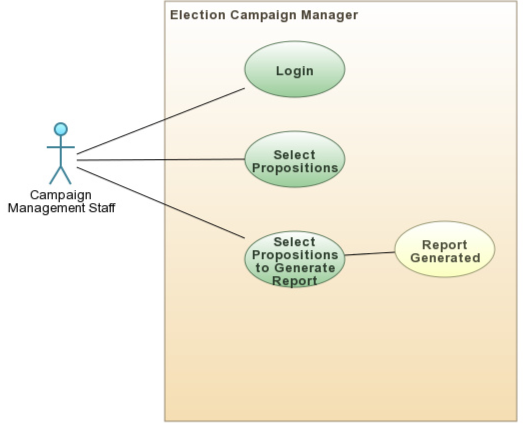 Election Campaign Manager
Login
Select
Propositions
Campaign
Management Staff
Select
Propositions
to Generate
Report
Report
Generated